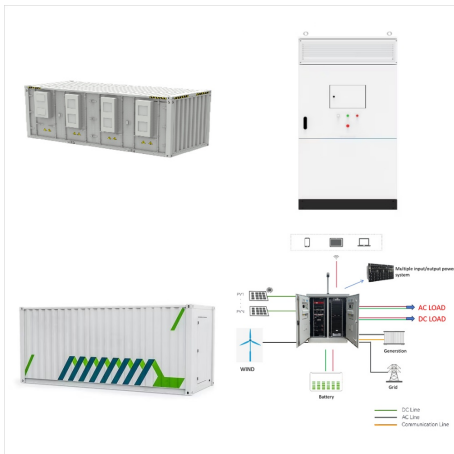 Multiple input/output power
system
PV1
PV5
AC LOAD
DC LOAD
WIND
Generation
Battery
Grid
DC Line
AC Line
Communication Line